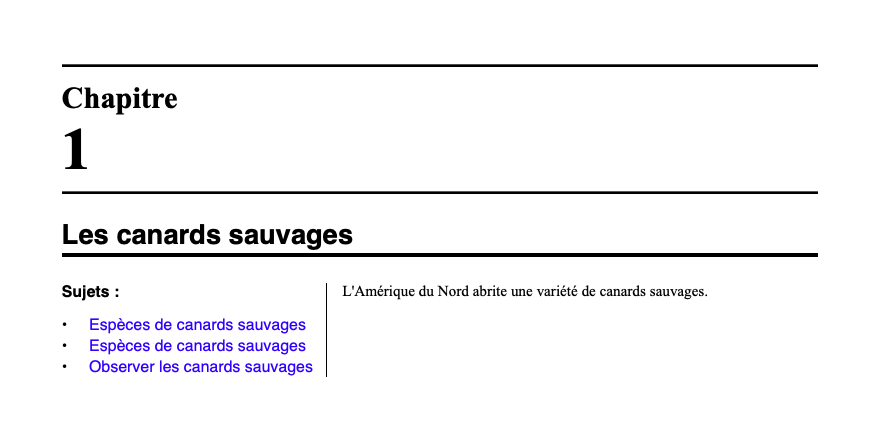 Chapitre
1
Les canards sauvages
Sujets :
• Espèces de canards sauvages
• Espèces de canards sauvages
• Observer les canards sauvages
L'Amérique du Nord abrite une variété de canards sauvages.